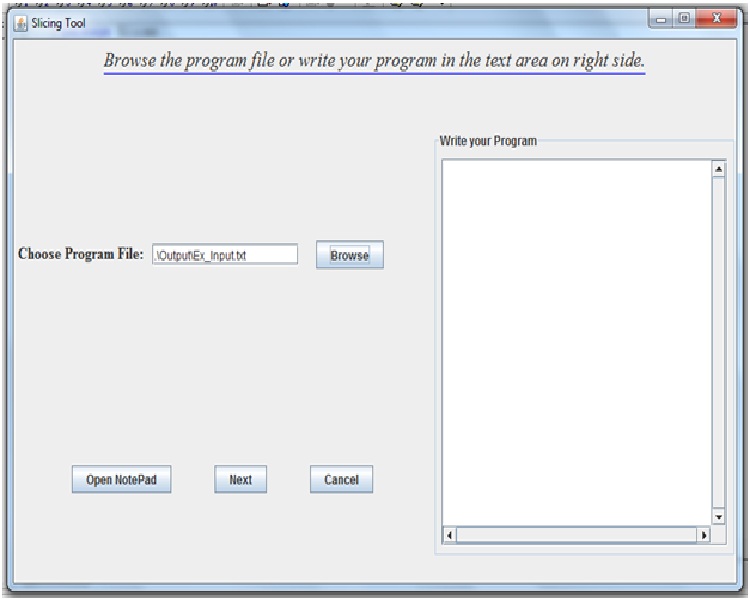 Slicing Tool
Browse the program file or write your program in the text area on right side.
Write your Program
Choose Program File: .\Output\Ex_Input.txt Browse
Open NotePad Next Cancel